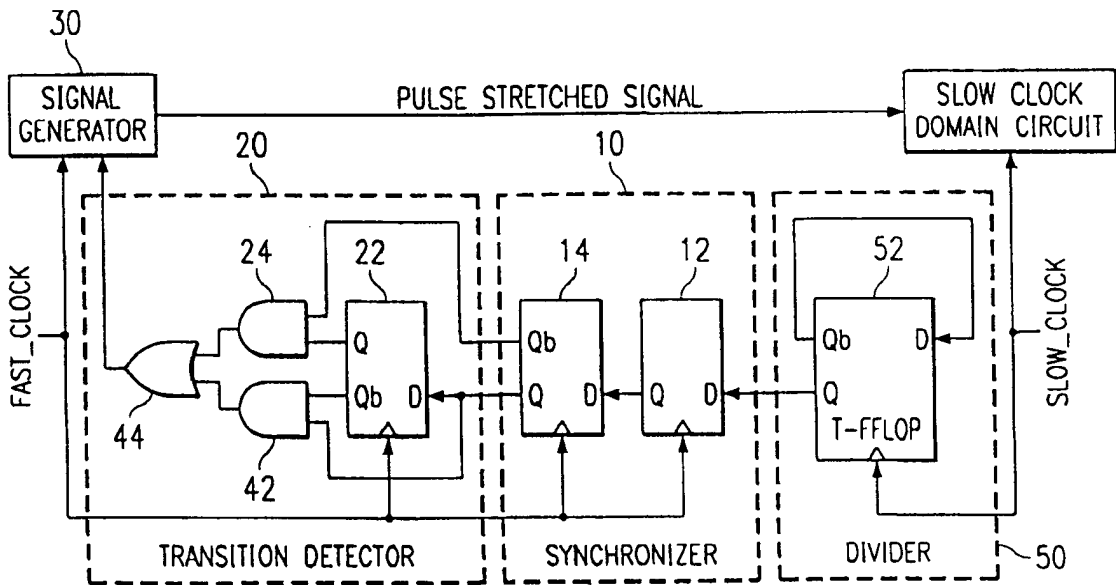 30
SIGNAL
GENERATOR
PULSE STRETCHED SIGNAL
SLOW CLOCK
DOMAIN CIRCUIT
20
10
24
22
14
12
52
FAST_CLOCK
Q
Qb
D
Qb
Q
D
Q
D
Qb
D
Q
T-FFLOP
SLOW_CLOCK
44
42
TRANSITION DETECTOR
SYNCHRONIZER
DIVIDER
50